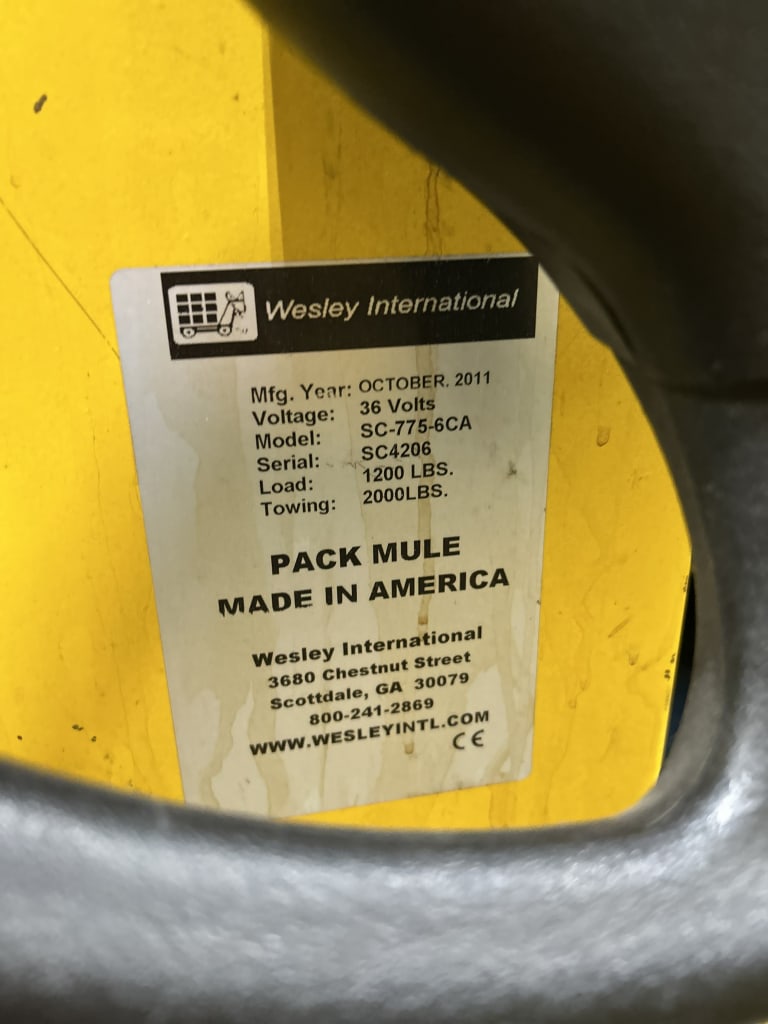 Wesley International
Mfg. Year: OCTOBER. 2011
Voltage: 36 Volts
Model: SC-775-6CA
Serial: SC4206
Load: 1200 LBS.
Towing: 2000LBS.
PACK MULE
MADE IN AMERICA
Wesley International
3680 Chestnut Street
Scottdale, GA 30079
800-241-2869
WWW.WESLEYINTL.COM
CE